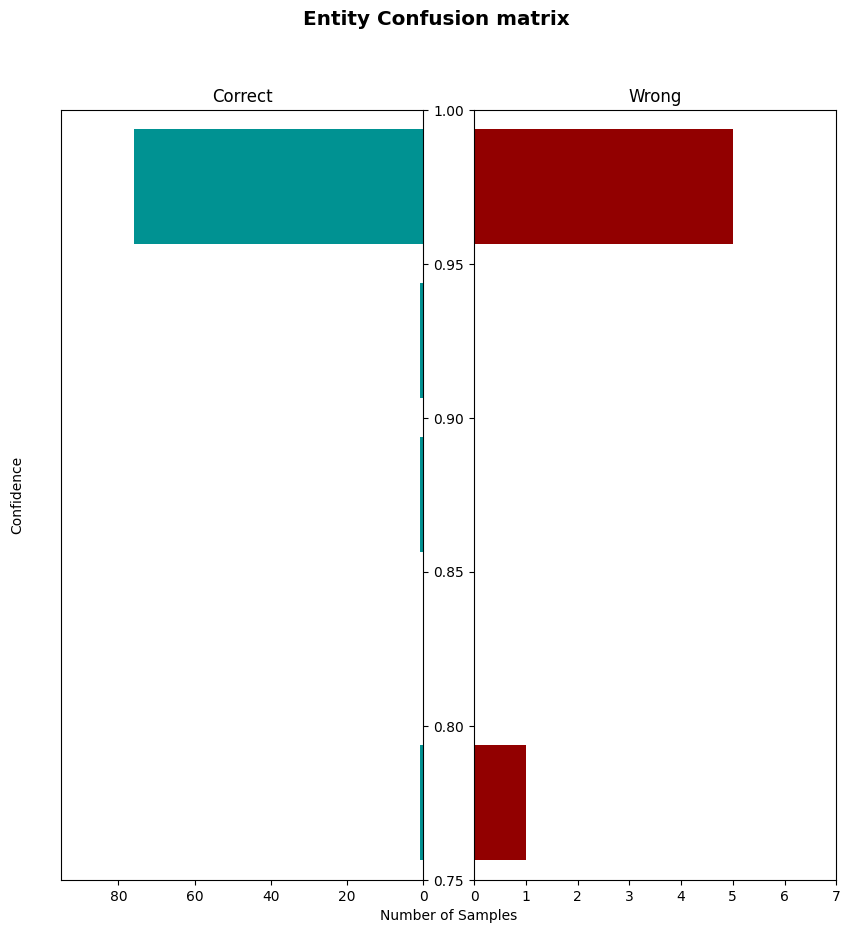 Entity Confusion matrix
Correct
Wrong
1.00
0.95
0.90
0.85
0.80
0.75
Confidence
80 60 40 20 0
0 1 2 3 4 5 6 7
Number of Samples